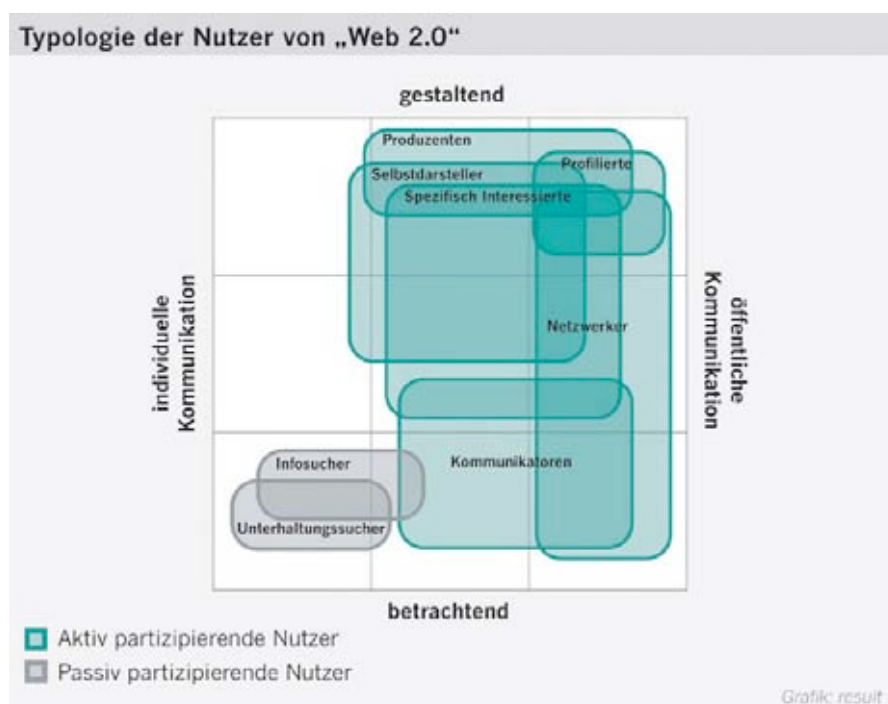 Typologie der Nutzer von „Web 2.0“
gestaltend
Produzenten
Profilierte
Selbstdarsteller
Spezifisch Interessierte
individuelle
Kommunikation
öffentliche
Kommunikation
Netzwerker
Infosucher
Kommunikatoren
Unterhaltungssucher
betrachtend
Aktiv partizipierende Nutzer
Passiv partizipierende Nutzer
Grafik: result